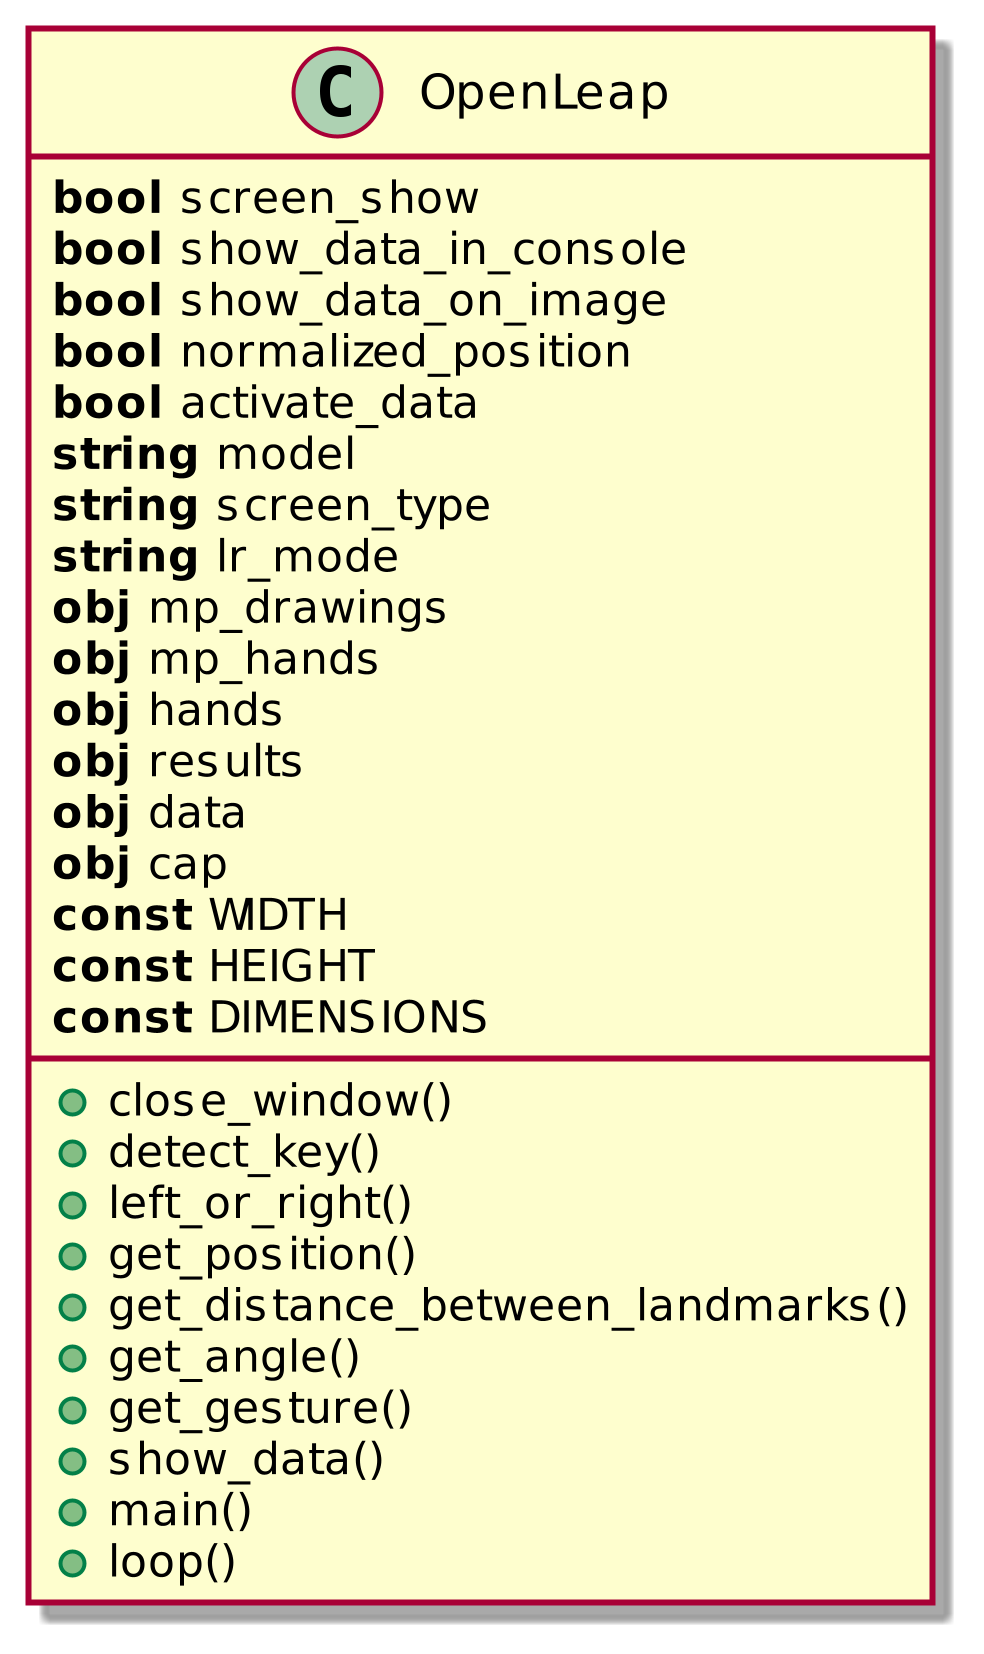 C OpenLeap
bool screen_show
bool show_data_in_console
bool show_data_on_image
bool normalized_position
bool activate_data
string model
string screen_type
string lr_mode
obj mp_drawings
obj mp_hands
obj hands
obj results
obj data
obj cap
const WIDTH
const HEIGHT
const DIMENSIONS
close_window()
detect_key()
left_or_right()
get_position()
get_distance_between_landmarks()
get_angle()
get_gesture()
show_data()
main()
loop()